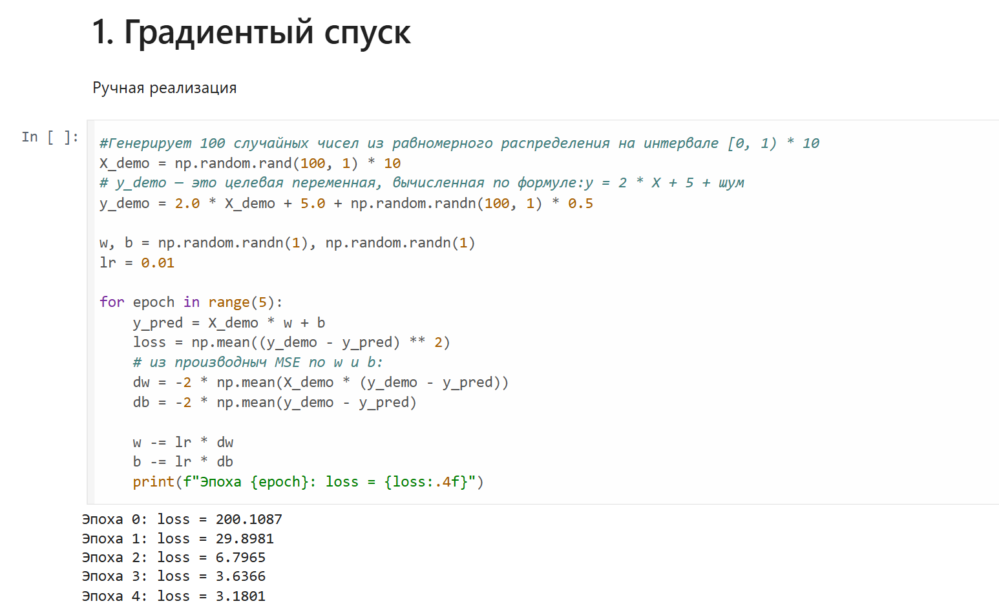 1. Градиентый спуск
Ручная реализация
In [ ]:
#Генерирует 100 случайных чисел из равномерного распределения на интервале [0, 1) * 10
X_demo = np.random.rand(100, 1) * 10
# y_demo — это целевая переменная, вычисленная по формуле:y = 2 * X + 5 + шум
y_demo = 2.0 * X_demo + 5.0 + np.random.randn(100, 1) * 0.5
w, b = np.random.randn(1), np.random.randn(1)
lr = 0.01
for epoch in range(5):
    y_pred = X_demo * w + b
    loss = np.mean((y_demo - y_pred) ** 2)
    # из производныч MSE по w и b:
    dw = -2 * np.mean(X_demo * (y_demo - y_pred))
    db = -2 * np.mean(y_demo - y_pred)
    w -= lr * dw
    b -= lr * db
    print(f"Эпоха {epoch}: loss = {loss:.4f}")
Эпоха 0: loss = 200.1087
Эпоха 1: loss = 29.8981
Эпоха 2: loss = 6.7965
Эпоха 3: loss = 3.6366
Эпоха 4: loss = 3.1801